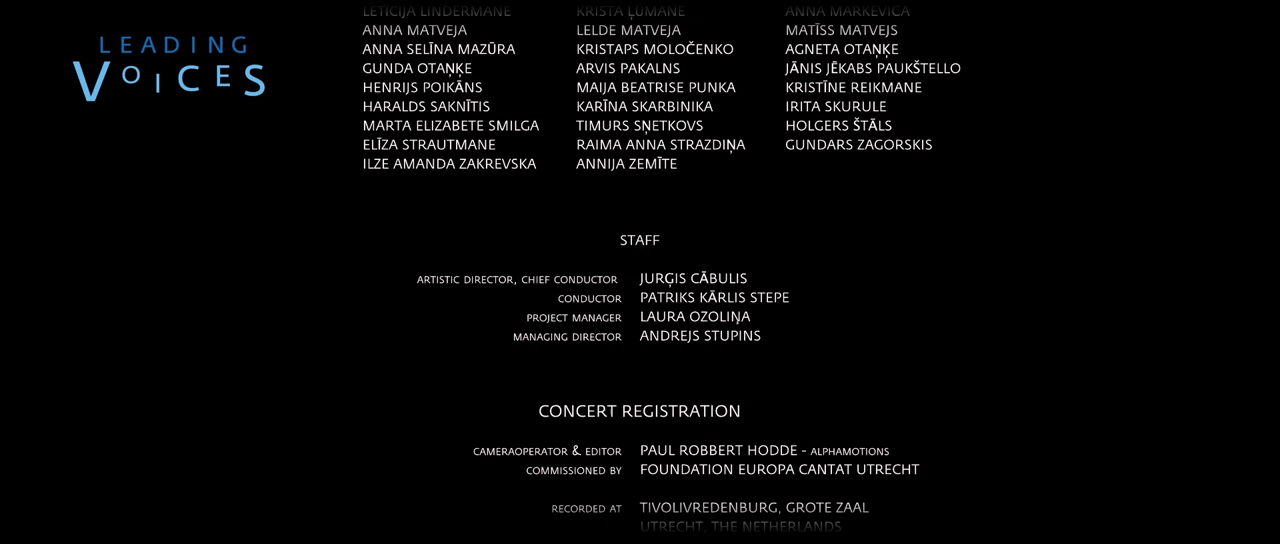 LEADING
VOICES
LETĪCIJA LINDERMANE KRISTA ĻUMANE ANNA MARKEVIČA
ANNA MATVEJA LELDE MATVEJA MATĪSS MATVEJS
ANNA SELĪNA MAZŪRA KRISTAPS MOLOČENKO AGNETA OTAŅĶE
GUNDA OTAŅĶE ARVIS PAKALNS JĀNIS JĒKABS PAUKŠTELLO
HENRIJS POIKĀNS MAIJA BEATRISE PUNKA KRISTĪNE REIKMANE
HARALDS SAKNĪTIS KARĪNA SKARBINIKA IRITA SKURULE
MARTA ELIZABETE SMILGA TIMURS SŅETKOVS HOLGERS ŠTĀLS
ELĪZA STRAUTMANE RAIMA ANNA STRAZDIŅA GUNDARS ZAGORSKIS
ILZE AMANDA ZAKREVSKA ANNIJA ZEMĪTE
STAFF
ARTISTIC DIRECTOR, CHIEF CONDUCTOR JURĢIS CĀBULIS
CONDUCTOR PATRIKS KĀRLIS STEPE
PROJECT MANAGER LAURA OZOLIŅA
MANAGING DIRECTOR ANDREJS STUPINS
CONCERT REGISTRATION
CAMERAOPERATOR & EDITOR PAUL ROBBERT HODDE - ALPHAMOTIONS
COMMISSIONED BY FOUNDATION EUROPA CANTAT UTRECHT
RECORDED AT TIVOLIVREDENBURG, GROTE ZAAL
UTRECHT, THE NETHERLANDS